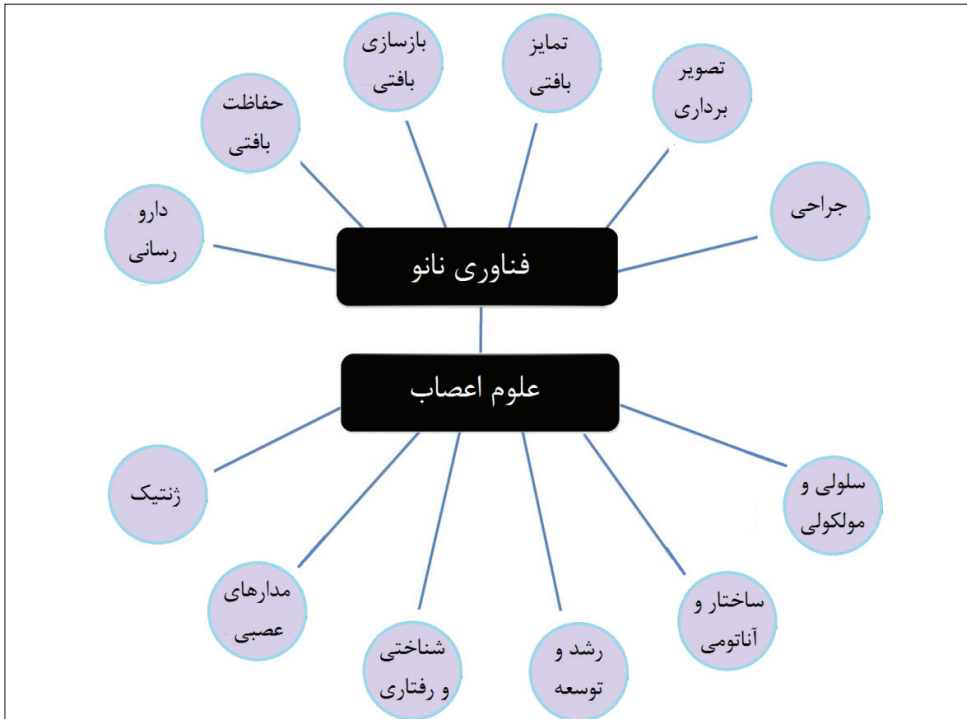 بازسازی
بافتی
تمایز
بافتی
تصویر
برداری
حفاظت
بافتی
جراحی
دارو
رسانی
فناوری نانو
علوم اعصاب
ژنتیک
سلولی و
مولکولی
مدارهای
عصبی
شناختی
و رفتاری
رشد و
توسعه
ساختار و
آناتومی